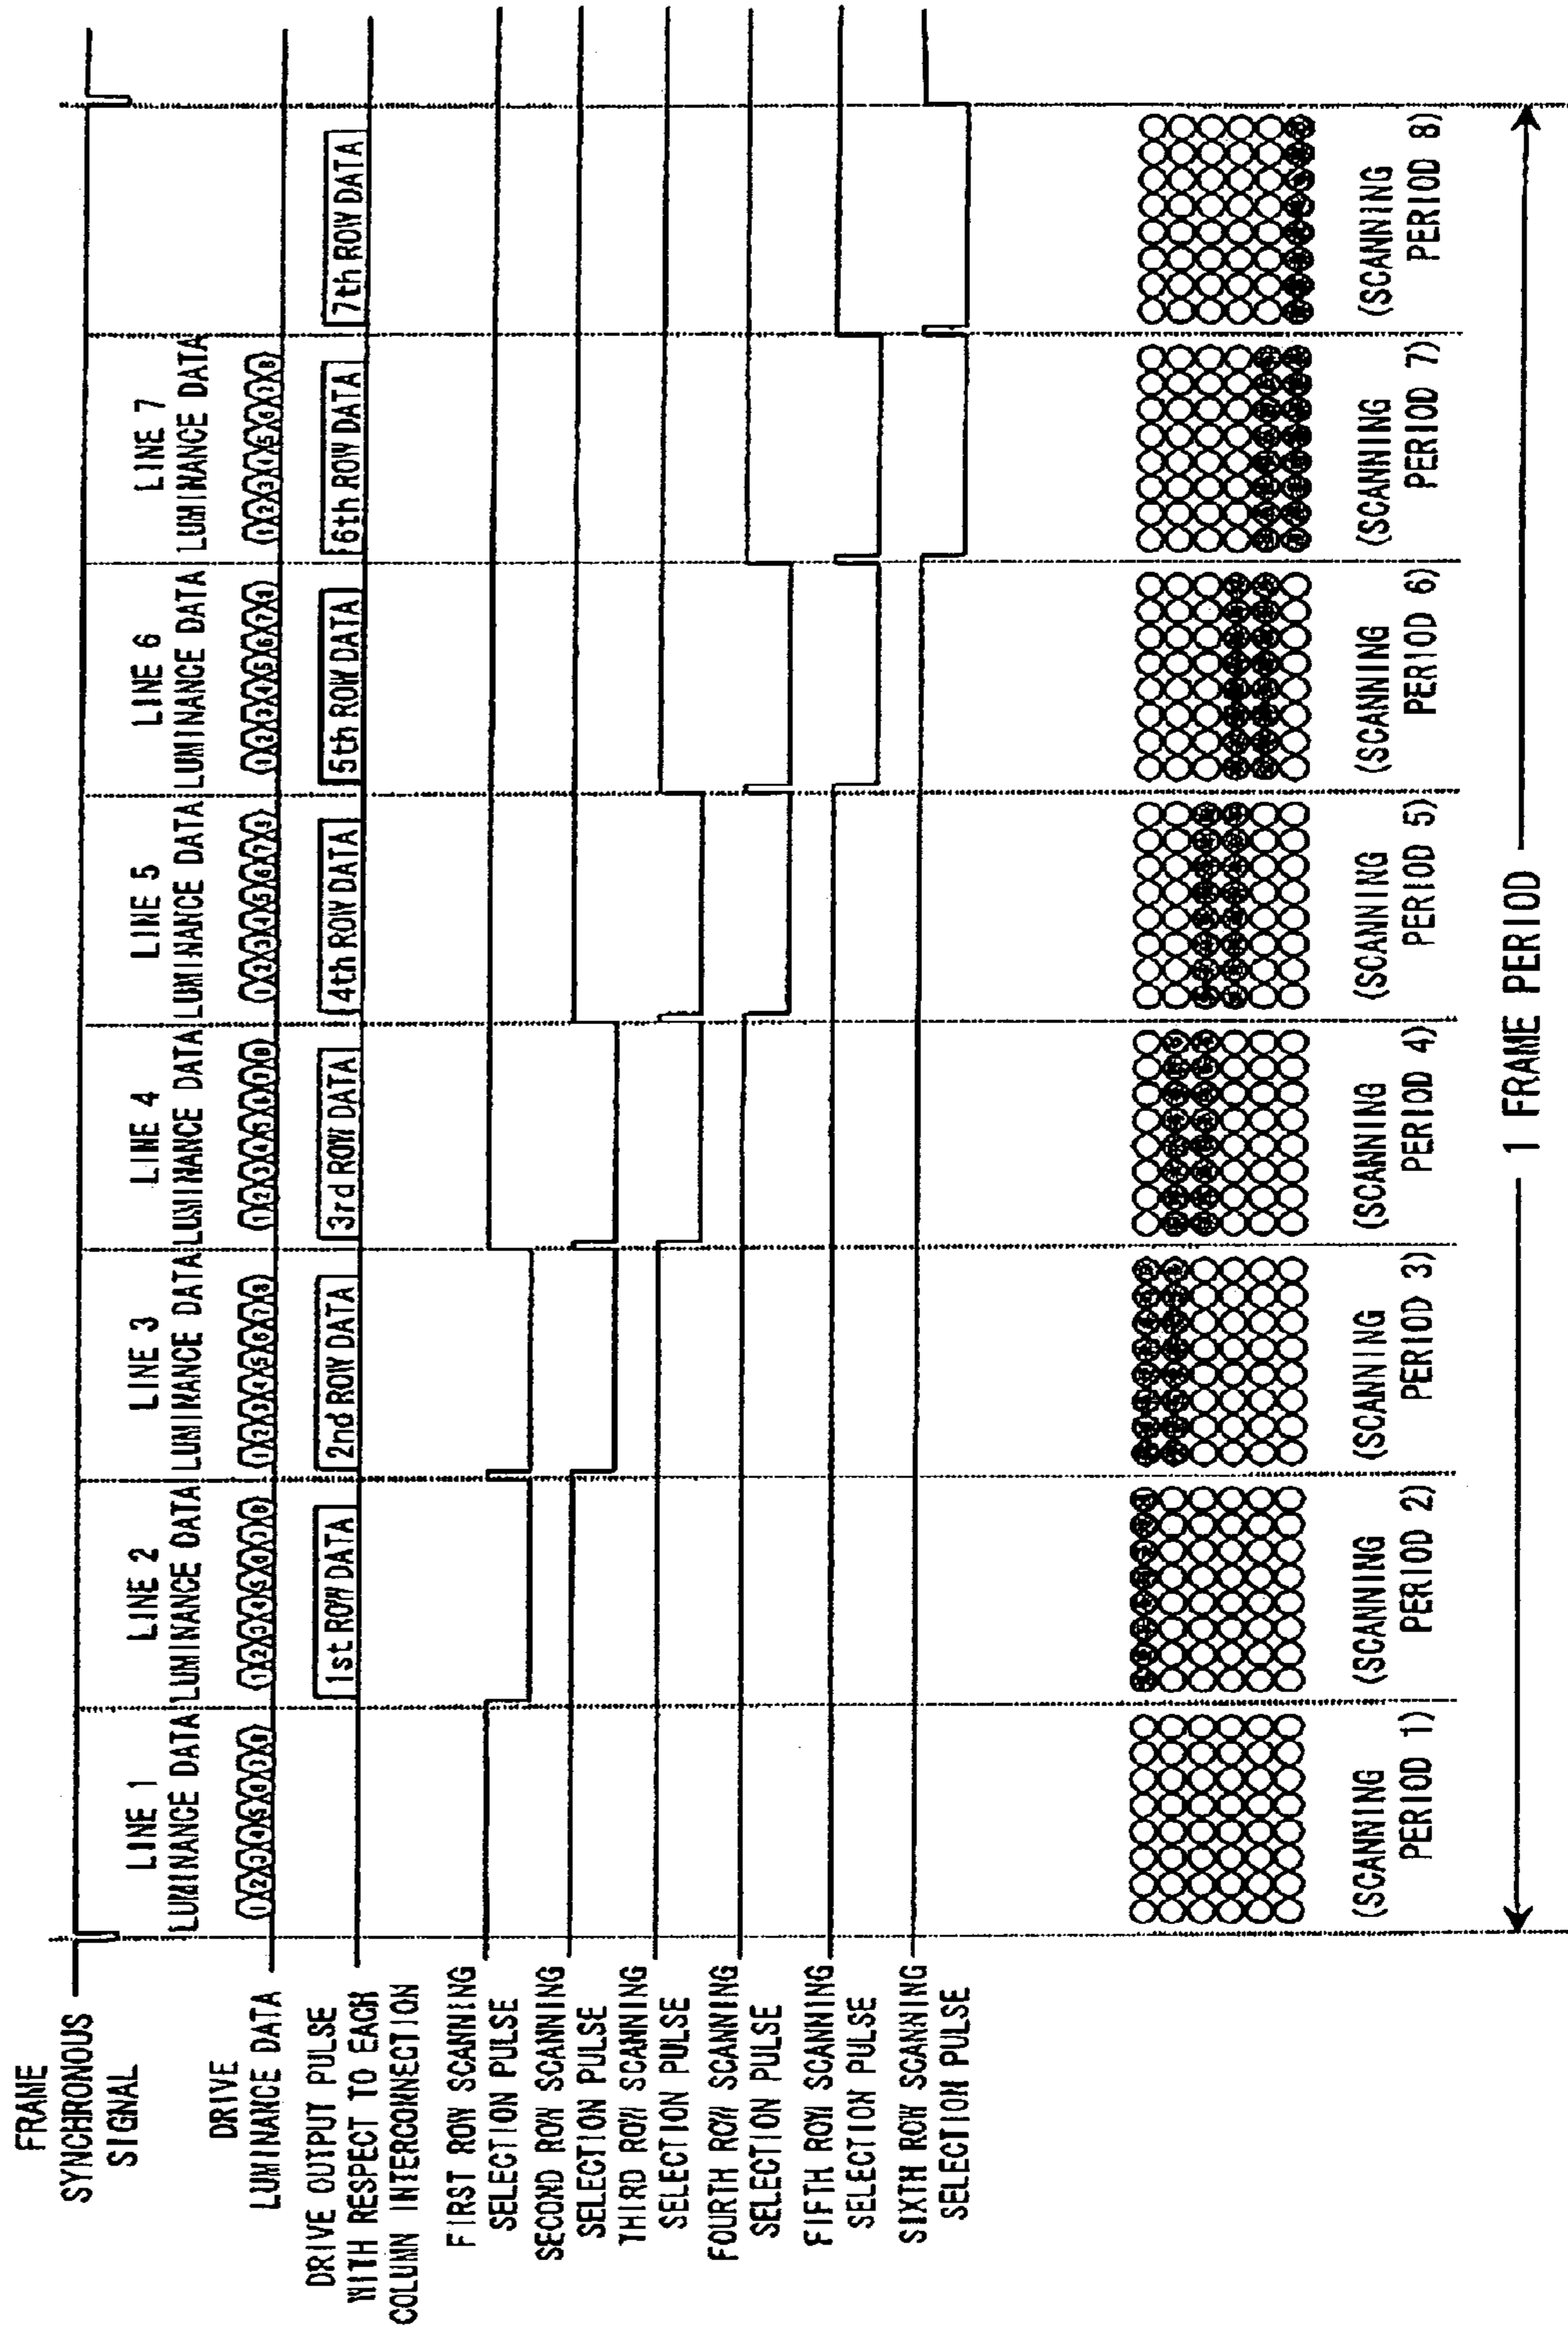 FRAME
SYNCHRONOUS
SIGNAL
LINE 1
LUMINANCE DATA
LINE 2
LUMINANCE DATA
LINE 3
LUMINANCE DATA
LINE 4
LUMINANCE DATA
LINE 5
LUMINANCE DATA
LINE 6
LUMINANCE DATA
LINE 7
LUMINANCE DATA
DRIVE
LUMINANCE DATA
DRIVE OUTPUT PULSE
WITH RESPECT TO EACH
COLUMN INTERCONNECTION
1st ROW DATA
2nd ROW DATA
3rd ROW DATA
4th ROW DATA
5th ROW DATA
6th ROW DATA
7th ROW DATA
FIRST ROW SCANNING
SELECTION PULSE
SECOND ROW SCANNING
SELECTION PULSE
THIRD ROW SCANNING
SELECTION PULSE
FOURTH ROW SCANNING
SELECTION PULSE
FIFTH ROW SCANNING
SELECTION PULSE
SIXTH ROW SCANNING
SELECTION PULSE
(SCANNING
PERIOD 1)
(SCANNING
PERIOD 2)
(SCANNING
PERIOD 3)
(SCANNING
PERIOD 4)
(SCANNING
PERIOD 5)
(SCANNING
PERIOD 6)
(SCANNING
PERIOD 7)
(SCANNING
PERIOD 8)
1 FRAME PERIOD